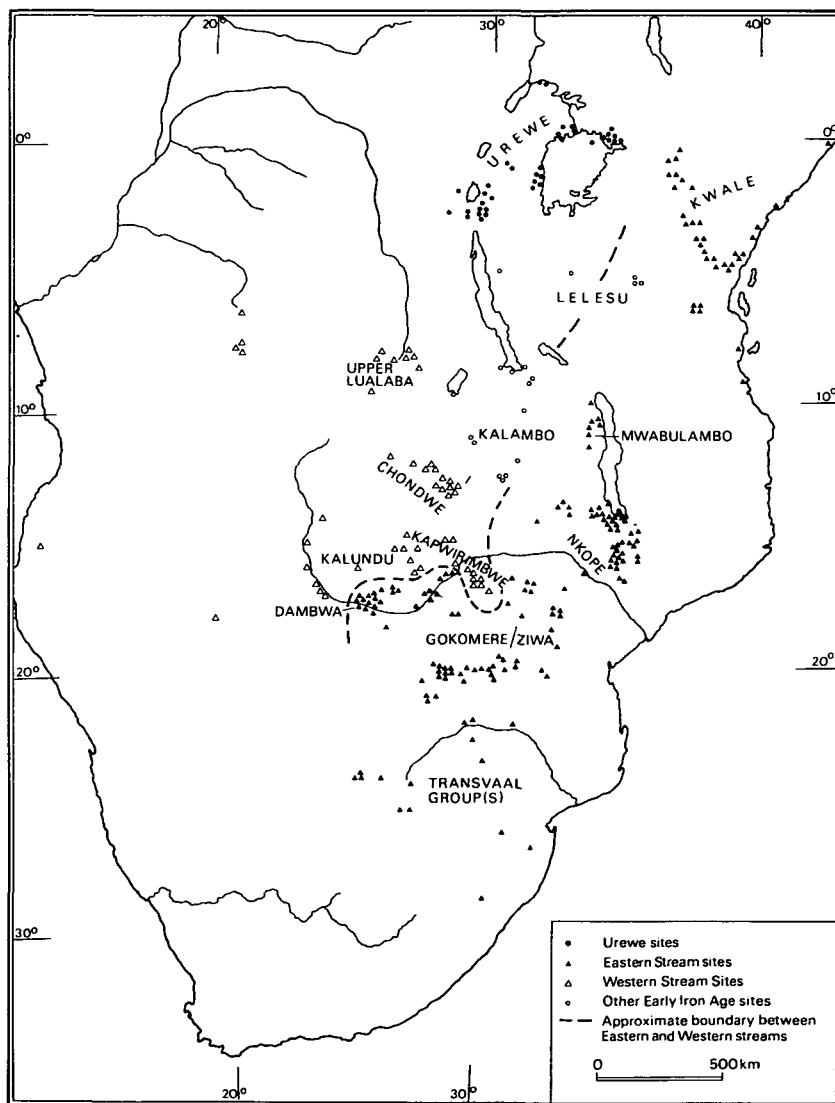 20°
30°
40°
0°
0°
UREWE
KWALE
LELESU
UPPER
LUALABA
10°
10°
KALAMBO
MWABULAMBO
CHONDWE
NKOPE
KALUNDU
KAPWIRIMBWE
DAMBWA
GOKOMERE/ZIWA
20°
20°
TRANSVAAL
GROUP(S)
30°
Urewe sites
Eastern Stream sites
Western Stream Sites
Other Early Iron Age sites
Approximate boundary between
Eastern and Western streams
0 500km
20°
30°